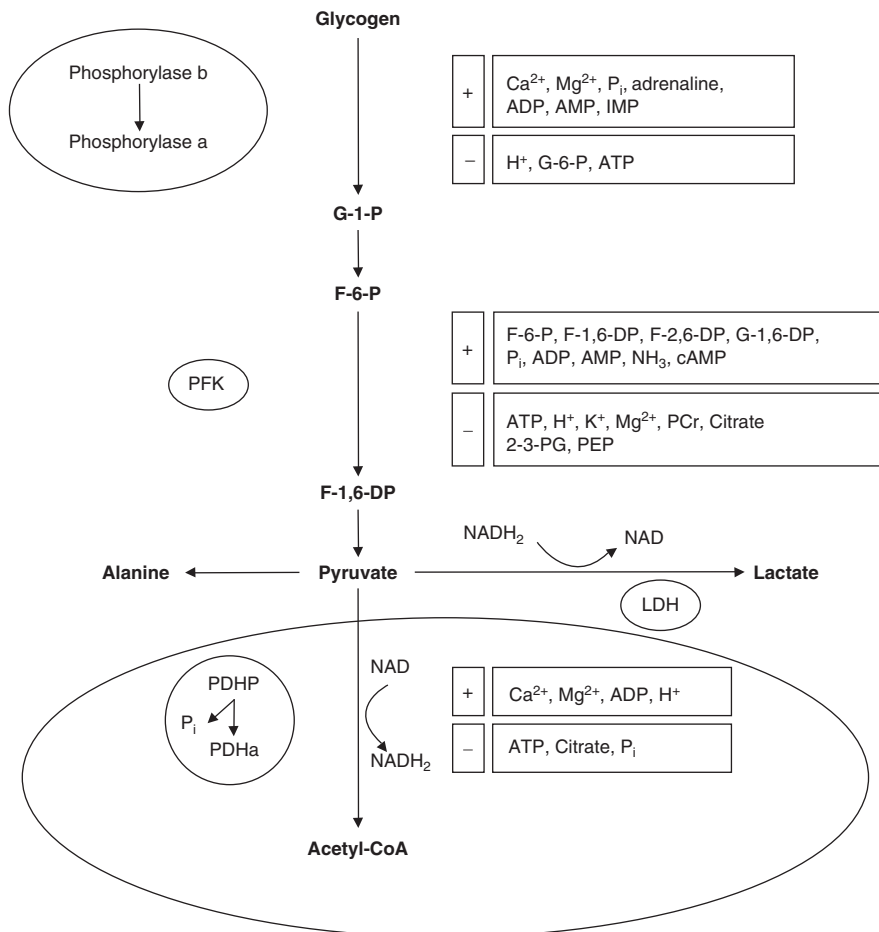 Glycogen
Phosphorylase b
Phosphorylase a
+
Ca²⁺, Mg²⁺, Pᵢ, adrenaline,
ADP, AMP, IMP
−
H⁺, G-6-P, ATP
G-1-P
F-6-P
PFK
+
F-6-P, F-1,6-DP, F-2,6-DP, G-1,6-DP,
Pᵢ, ADP, AMP, NH₃, cAMP
−
ATP, H⁺, K⁺, Mg²⁺, PCr, Citrate
2-3-PG, PEP
F-1,6-DP
NADH₂ NAD
Alanine Pyruvate Lactate
LDH
PDHP
Pᵢ
PDHa
NAD
NADH₂
+
Ca²⁺, Mg²⁺, ADP, H⁺
−
ATP, Citrate, Pᵢ
Acetyl-CoA